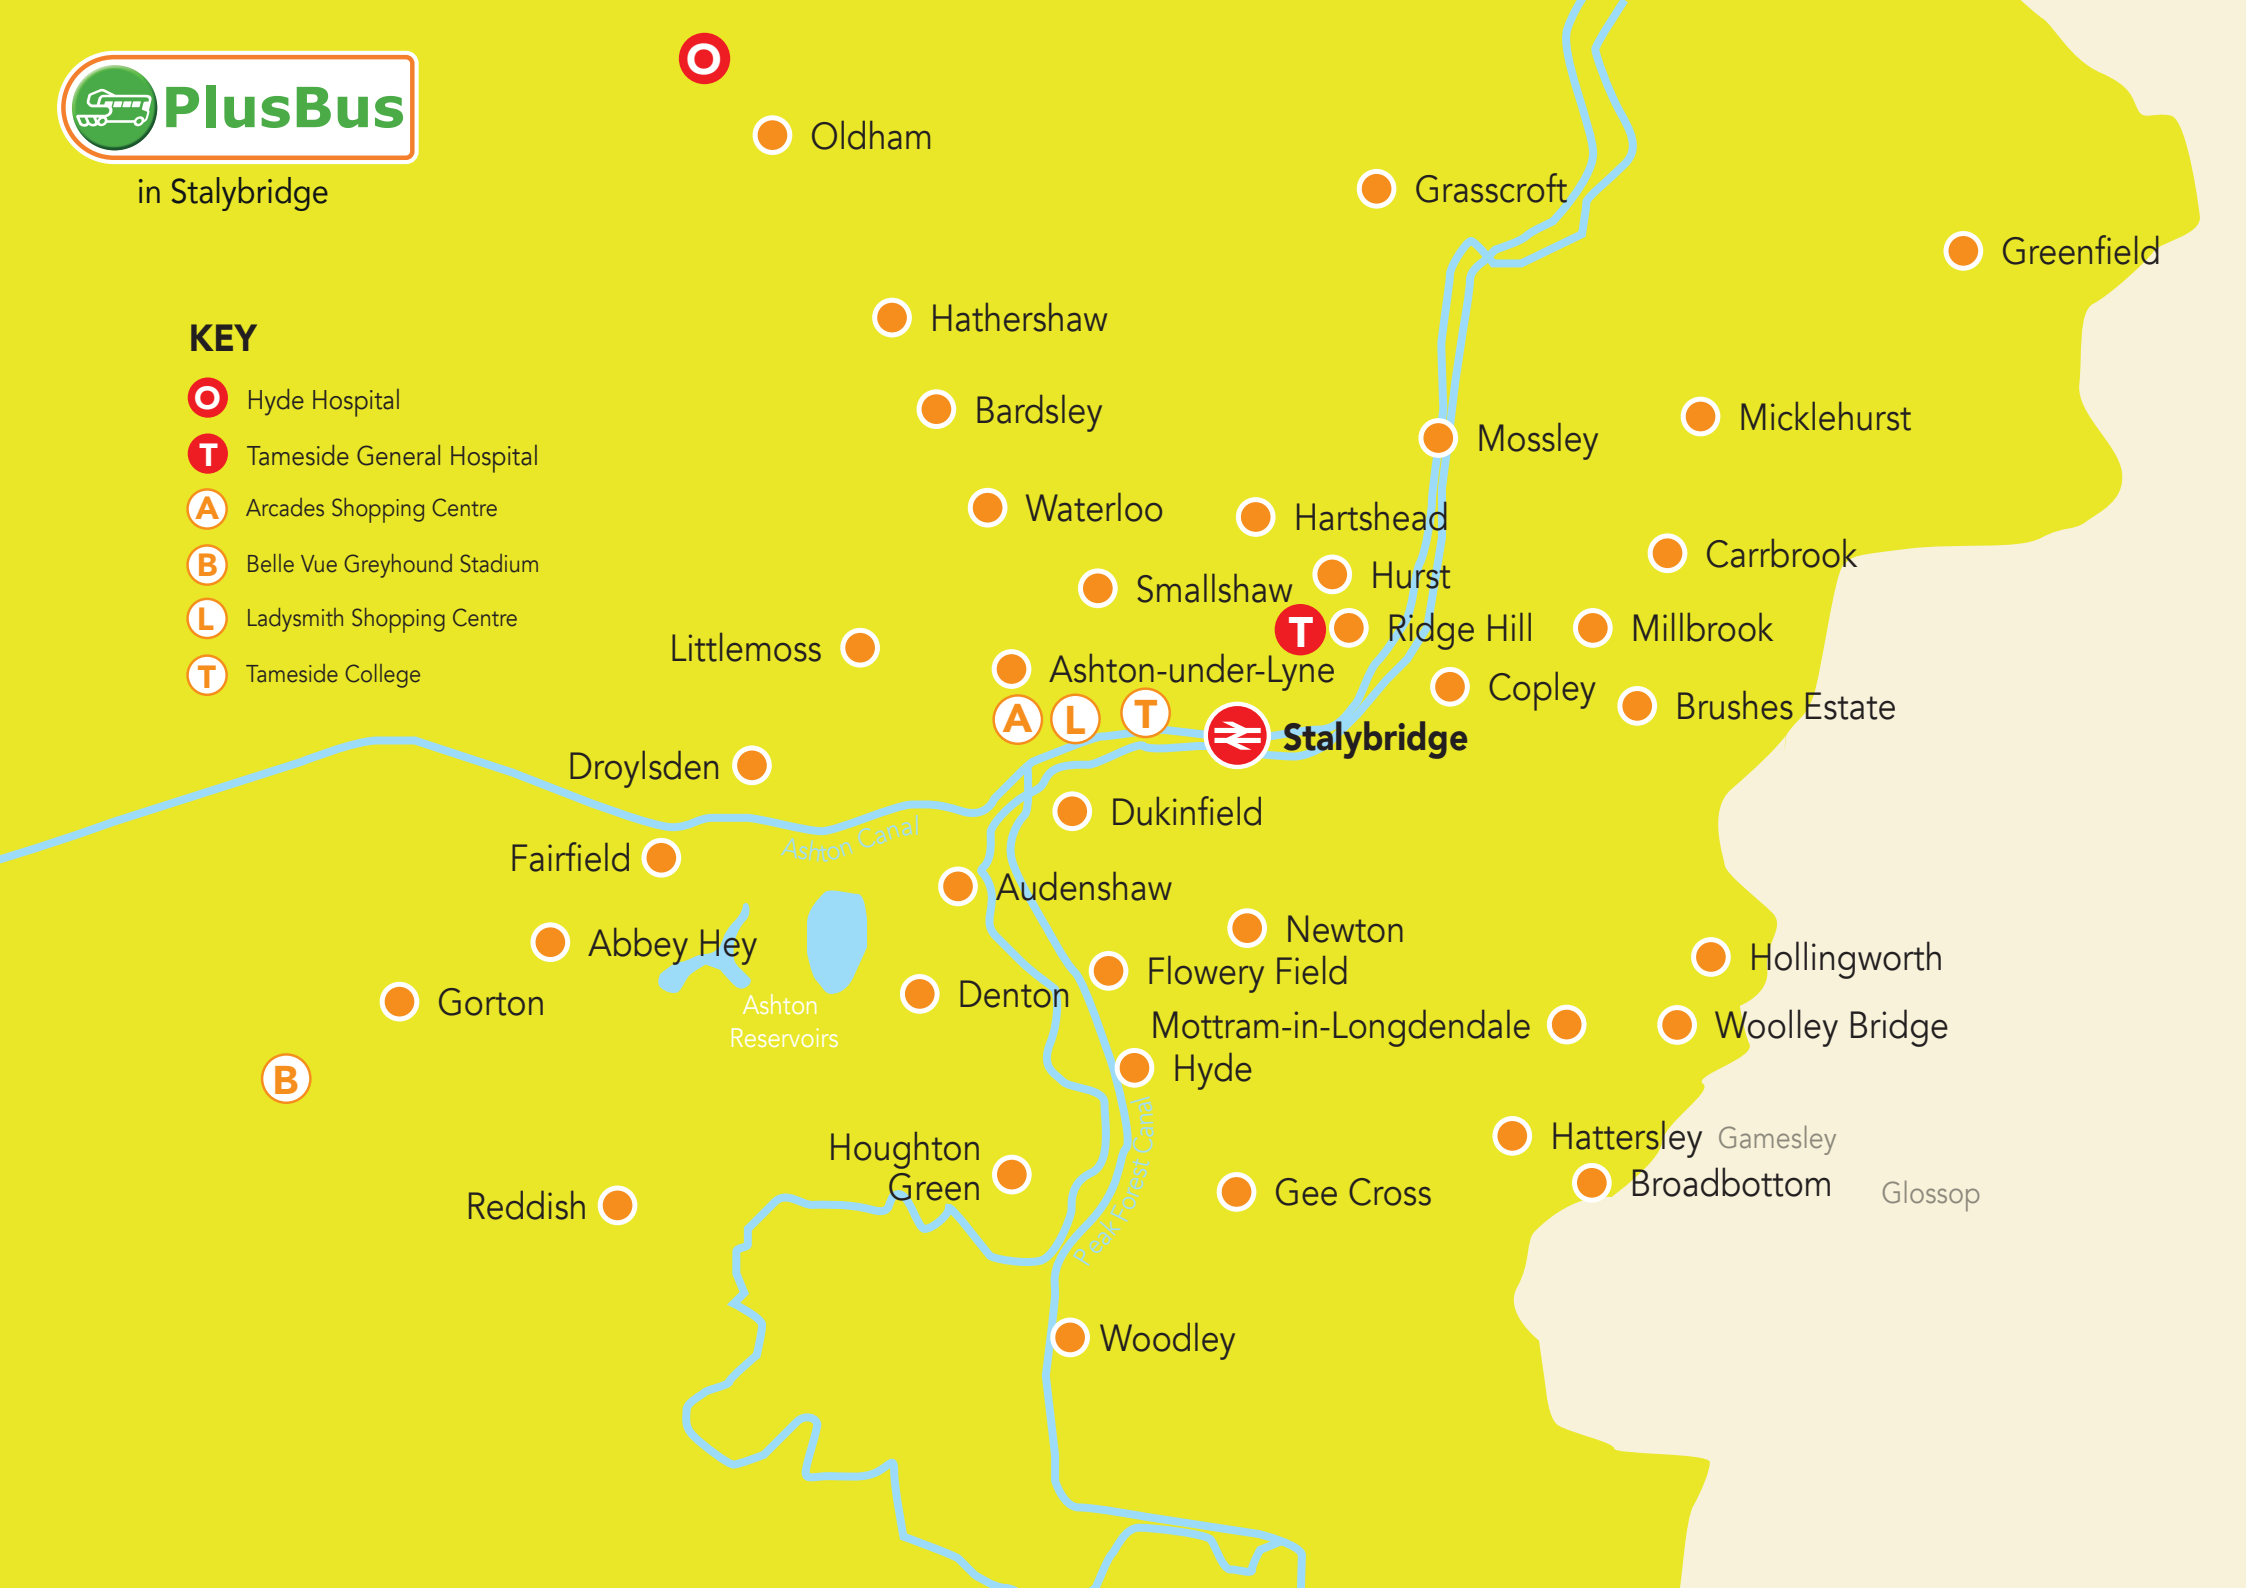 PlusBus
in Stalybridge
O
Oldham
Grasscroft
Greenfield
Hathershaw
KEY
O Hyde Hospital
T Tameside General Hospital
A Arcades Shopping Centre
B Belle Vue Greyhound Stadium
L Ladysmith Shopping Centre
T Tameside College
Bardsley
Micklehurst
Mossley
Waterloo
Hartshead
Carrbrook
Hurst
Smallshaw
T
Ridge Hill
Millbrook
Littlemoss
Ashton-under-Lyne
Copley
Brushes Estate
A L T
Stalybridge
Droylsden
Dukinfield
Ashton Canal
Fairfield
Audenshaw
Newton
Abbey Hey
Hollingworth
Flowery Field
Denton
Gorton
Ashton
Reservoirs
Mottram-in-Longdendale
Woolley Bridge
Hyde
B
Peak Forest Canal
Hattersley
Gamesley
Houghton
Green
Broadbottom
Glossop
Gee Cross
Reddish
Woodley